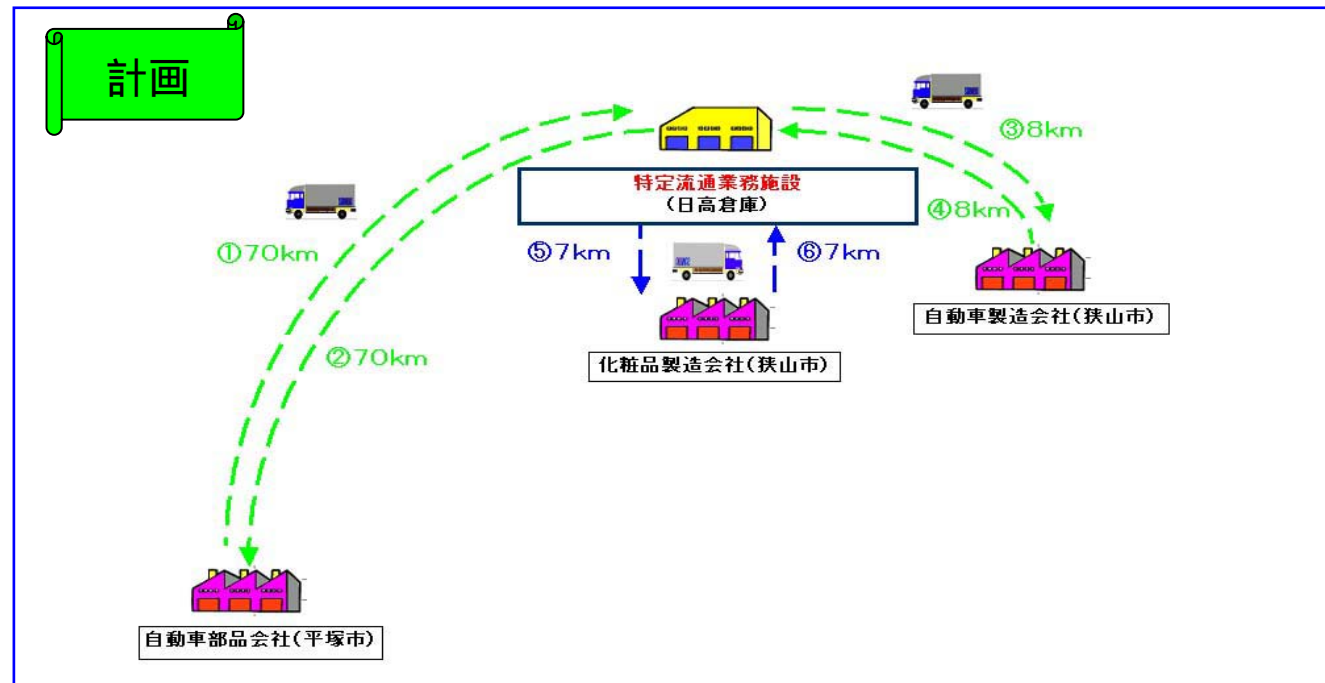 計画
③8km
特定流通業務施設
(日高倉庫)
④8km
①70km
⑤7km
⑥7km
自動車製造会社(狭山市)
②70km
化粧品製造会社(狭山市)
自動車部品会社(平塚市)